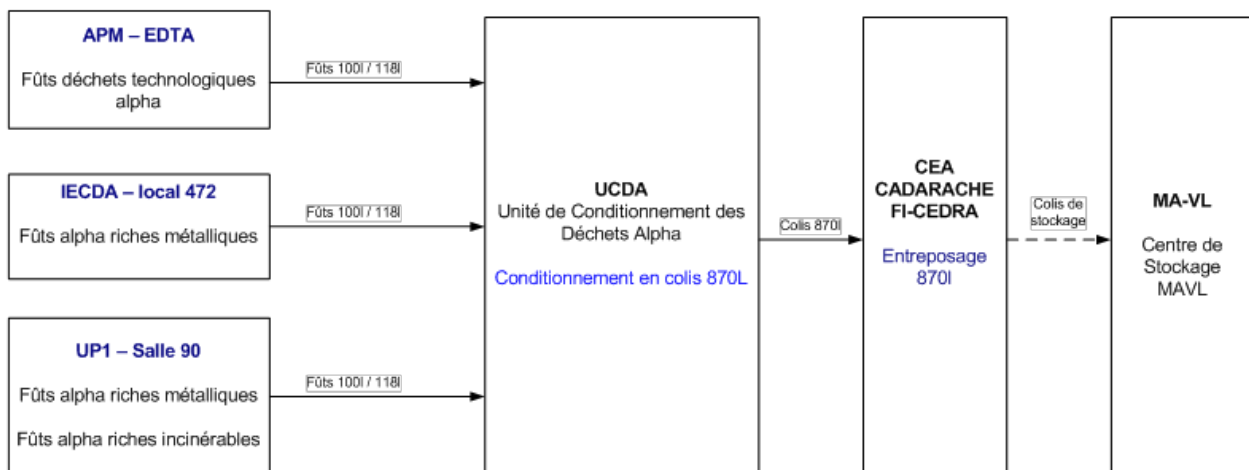 APM – EDTA
Fûts déchets technologiques
alpha
Fûts 100l / 118l
IECDA – local 472
Fûts alpha riches métalliques
Fûts 100l / 118l
UP1 – Salle 90
Fûts alpha riches métalliques
Fûts alpha riches incinérables
Fûts 100l / 118l
UCDA
Unité de Conditionnement des
Déchets Alpha
Conditionnement en colis 870L
Colis 870l
CEA
CADARACHE
FI-CEDRA
Entreposage
870l
Colis de
stockage
MA-VL
Centre de
Stockage
MAVL